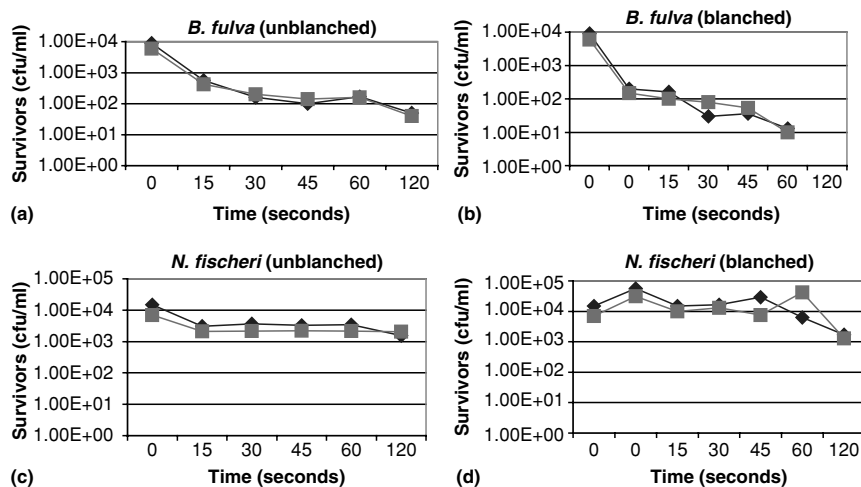 B. fulva (unblanched)
1.00E+04
1.00E+03
1.00E+02
1.00E+01
1.00E+00
Survivors (cfu/ml)
0 15 30 45 60 120
Time (seconds)
(a)
B. fulva (blanched)
1.00E+04
1.00E+03
1.00E+02
1.00E+01
1.00E+00
Survivors (cfu/ml)
0 0 15 30 45 60 120
Time (seconds)
(b)
N. fischeri (unblanched)
1.00E+05
1.00E+04
1.00E+03
1.00E+02
1.00E+01
1.00E+00
Survivors (cfu/ml)
0 15 30 45 60 120
Time (seconds)
(c)
N. fischeri (blanched)
1.00E+05
1.00E+04
1.00E+03
1.00E+02
1.00E+01
1.00E+00
Survivors (cfu/ml)
0 0 15 30 45 60 120
Time (seconds)
(d)